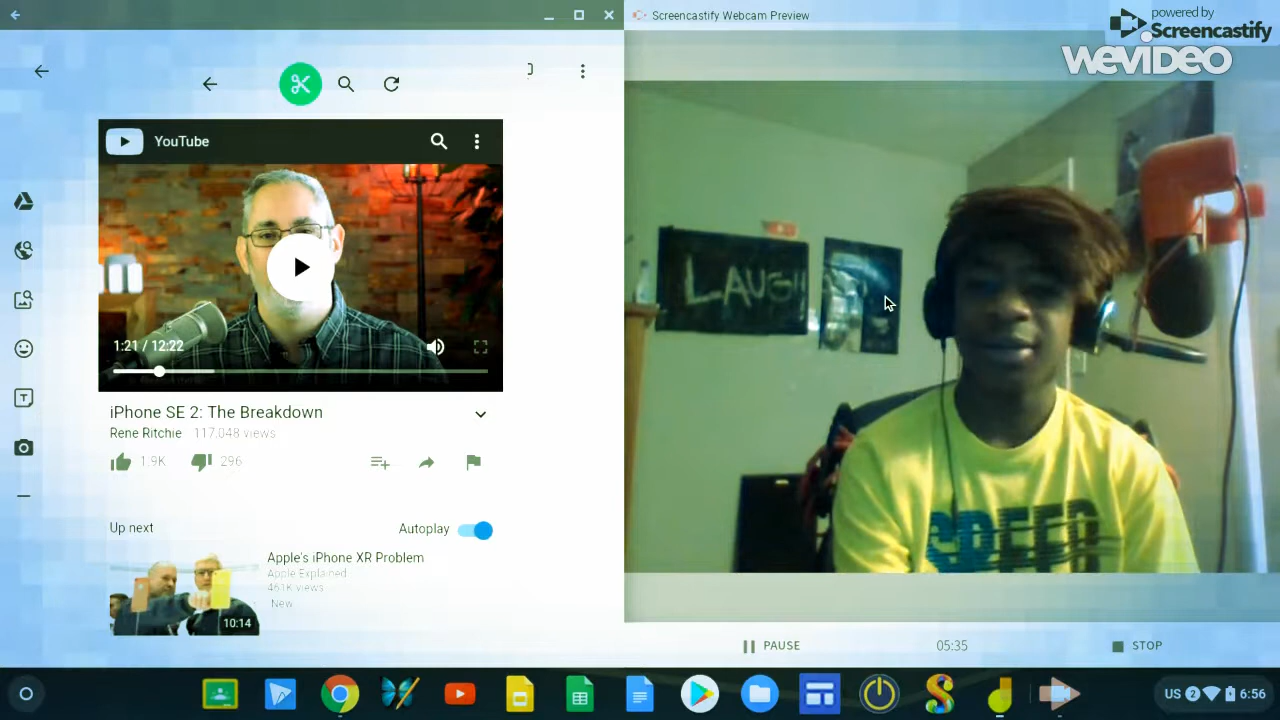 Screencastify Webcam Preview
powered by
Screencastify
WEVIDEO
YouTube
1:21 / 12:22
iPhone SE 2: The Breakdown
Rene Ritchie 117,048 views
1.9K 296
Up next Autoplay
Apple's iPhone XR Problem
Apple Explained
461K views
New
10:14
LAUGH
SPEED
PAUSE 05:35 STOP
US 2 6:56